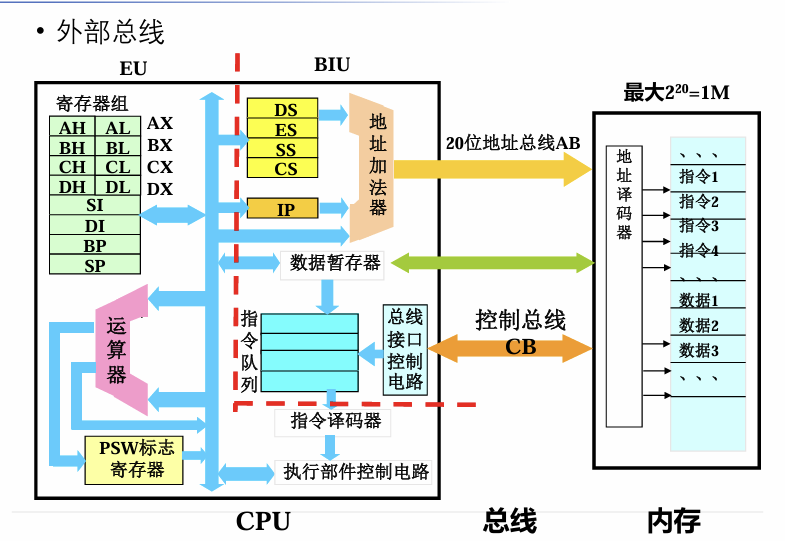 • 外部总线
EU
BIU
寄存器组
AH AL AX
BH BL BX
CH CL CX
DH DL DX
SI
DI
BP
SP
运算器
PSW标志
寄存器
DS
ES
SS
CS
IP
地址加法器
数据暂存器
指令队列
总线
接口
控制
电路
指令译码器
执行部件控制电路
CPU
20位地址总线AB
控制总线
CB
总线
最大2²⁰=1M
地址译码器
、、、
指令1
指令2
指令3
指令4
、、、
数据1
数据2
数据3
、、、
内存